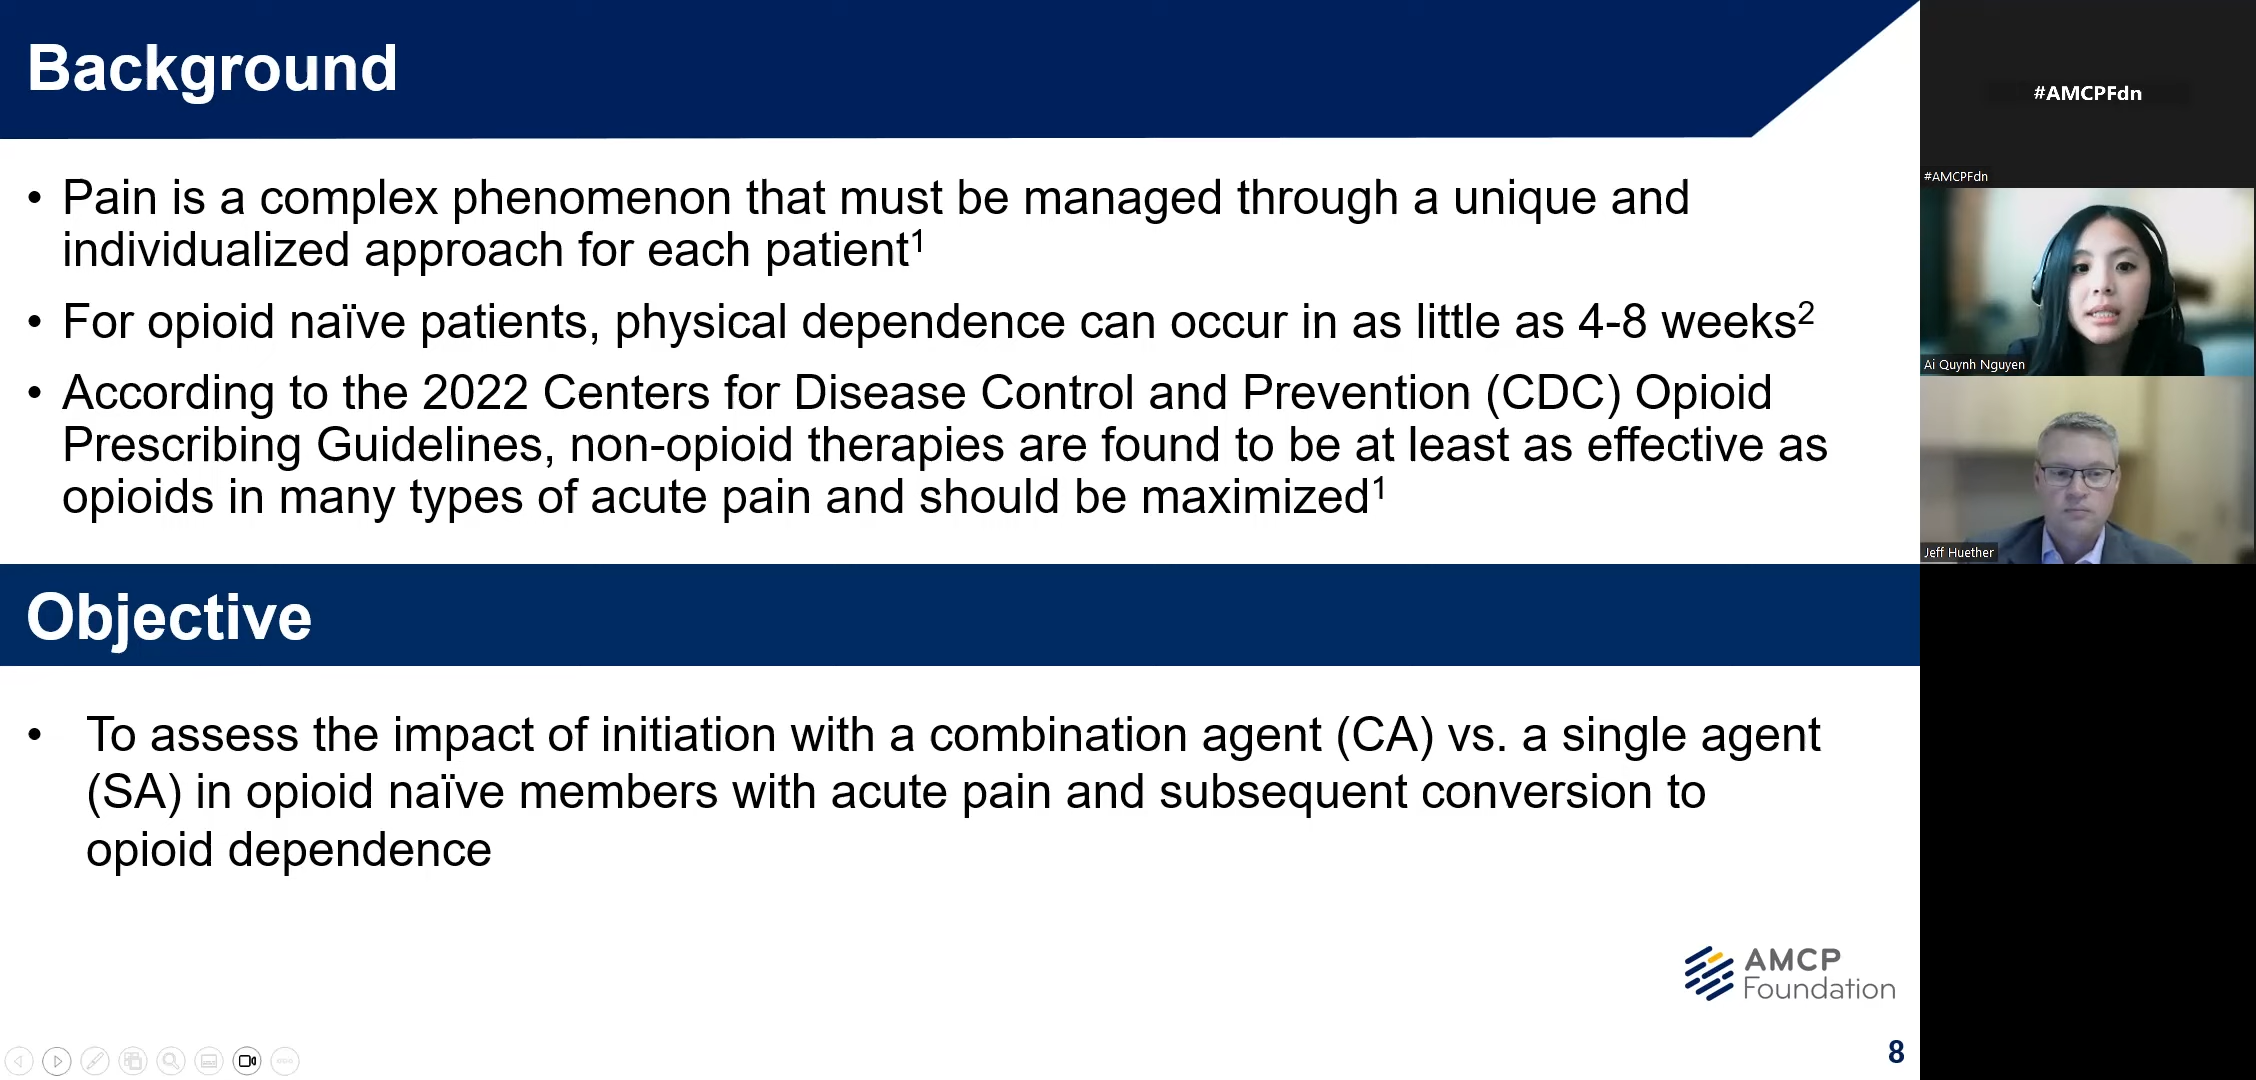 Background
• Pain is a complex phenomenon that must be managed through a unique and
individualized approach for each patient¹
• For opioid naïve patients, physical dependence can occur in as little as 4-8 weeks²
• According to the 2022 Centers for Disease Control and Prevention (CDC) Opioid
Prescribing Guidelines, non-opioid therapies are found to be at least as effective as
opioids in many types of acute pain and should be maximized¹
Objective
• To assess the impact of initiation with a combination agent (CA) vs. a single agent
(SA) in opioid naïve members with acute pain and subsequent conversion to
opioid dependence
AMCP
Foundation
8
#AMCPFdn
#AMCPFdn
Ai Quynh Nguyen
Jeff Huether